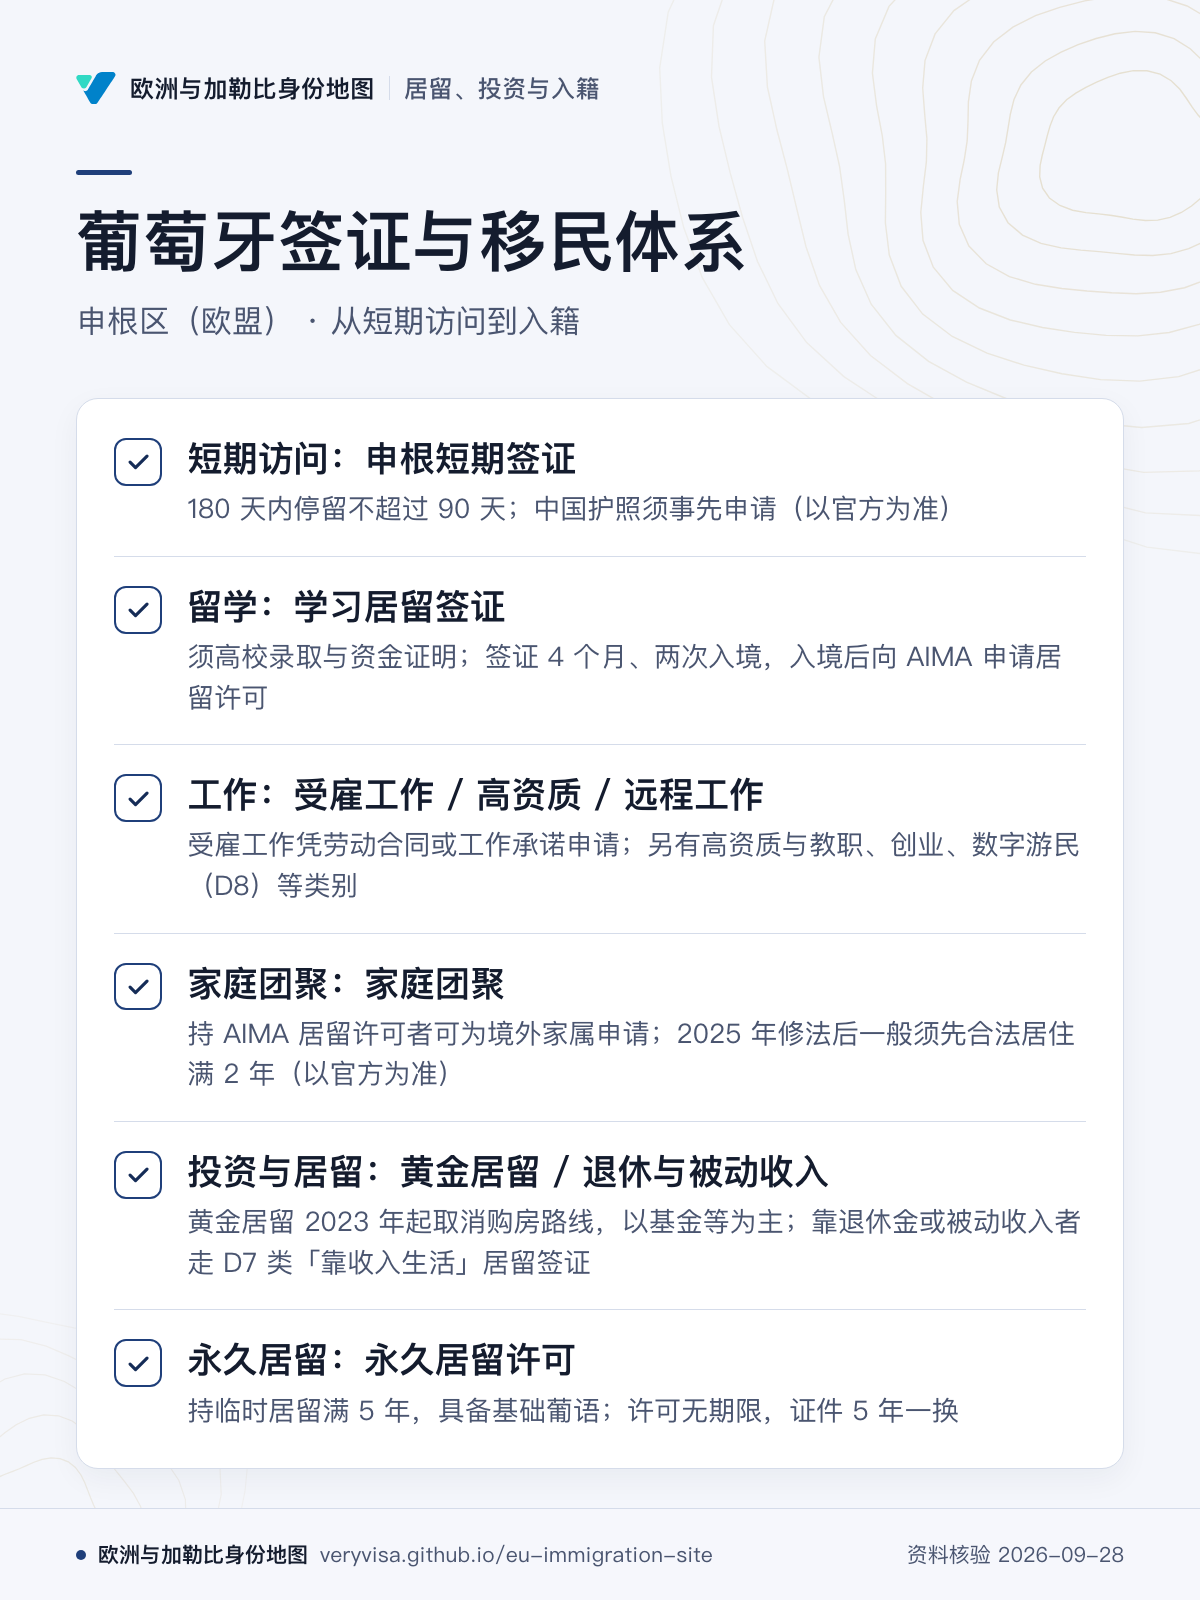 欧洲与加勒比身份地图 居留、投资与入籍
葡萄牙签证与移民体系
申根区（欧盟） · 从短期访问到入籍
短期访问：申根短期签证
180 天内停留不超过 90 天；中国护照须事先申请（以官方为准）
留学：学习居留签证
须高校录取与资金证明；签证 4 个月、两次入境，入境后向 AIMA 申请居
留许可
工作：受雇工作 / 高资质 / 远程工作
受雇工作凭劳动合同或工作承诺申请；另有高资质与教职、创业、数字游民
（D8）等类别
家庭团聚：家庭团聚
持 AIMA 居留许可者可为境外家属申请；2025 年修法后一般须先合法居住
满 2 年（以官方为准）
投资与居留：黄金居留 / 退休与被动收入
黄金居留 2023 年起取消购房路线，以基金等为主；靠退休金或被动收入者
走 D7 类「靠收入生活」居留签证
永久居留：永久居留许可
持临时居留满 5 年，具备基础葡语；许可无期限，证件 5 年一换
欧洲与加勒比身份地图 veryvisa.github.io/eu-immigration-site 资料核验 2026-09-28